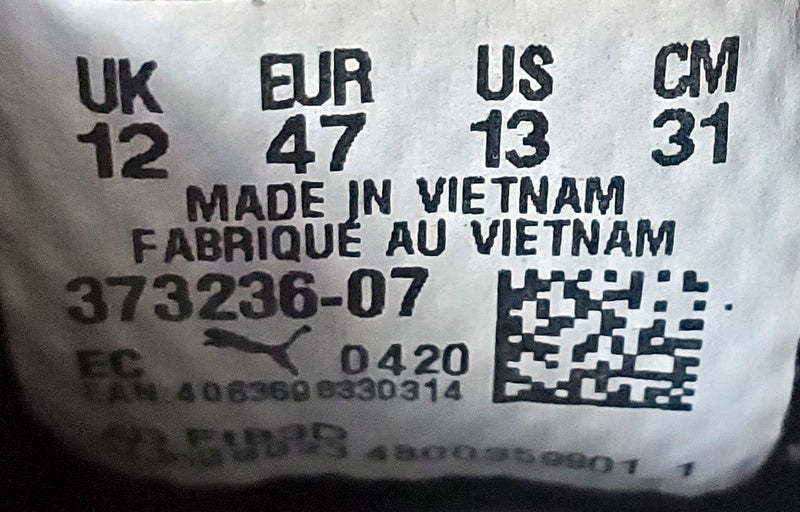 UK EUR US CM
12 47 13 31
MADE IN VIETNAM
FABRIQUÉ AU VIETNAM
373236-07
EC 0420
EAN:
1